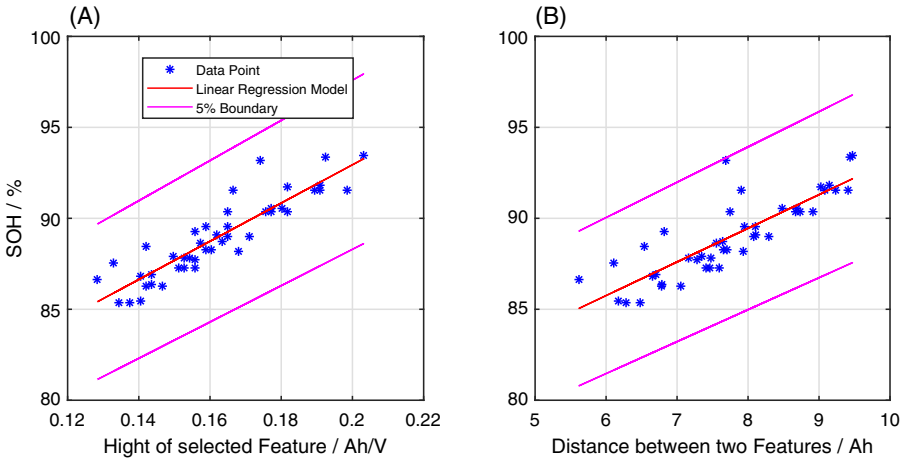 (A)
(B)
100
95
90
85
80
SOH / %
Data Point
Linear Regression Model
5% Boundary
0.12 0.14 0.16 0.18 0.2 0.22
Hight of selected Feature / Ah/V
100
95
90
85
80
5 6 7 8 9 10
Distance between two Features / Ah